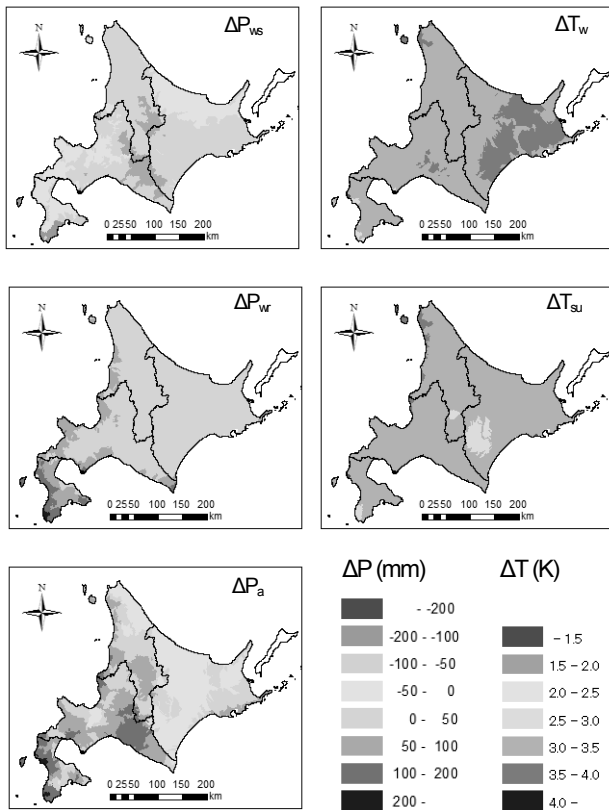 N
ΔPws
0 25 50 100 150 200
km
N
ΔTw
0 25 50 100 150 200
km
N
ΔPwr
0 25 50 100 150 200
km
N
ΔTsu
0 25 50 100 150 200
km
N
ΔPa
0 25 50 100 150 200
km
ΔP (mm)
- -200
-200 - -100
-100 - -50
-50 - 0
0 - 50
50 - 100
100 - 200
200 -
ΔT (K)
- 1.5
1.5 - 2.0
2.0 - 2.5
2.5 - 3.0
3.0 - 3.5
3.5 - 4.0
4.0 -